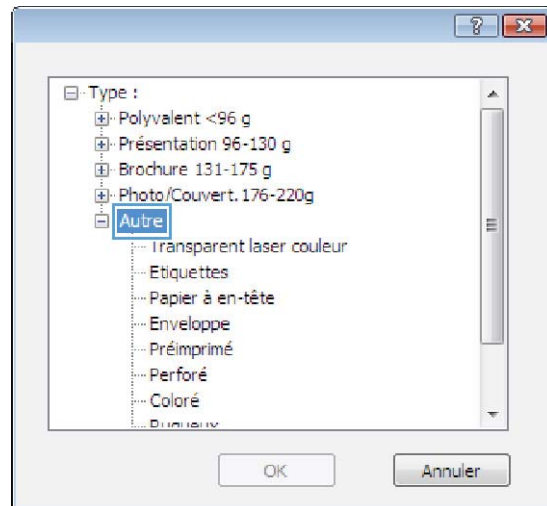 Type :
Polyvalent <96 g
Présentation 96-130 g
Brochure 131-175 g
Photo/Couvert. 176-220g
Autre
Transparent laser couleur
Etiquettes
Papier à en-tête
Enveloppe
Préimprimé
Perforé
Coloré
Rugueux
OK Annuler